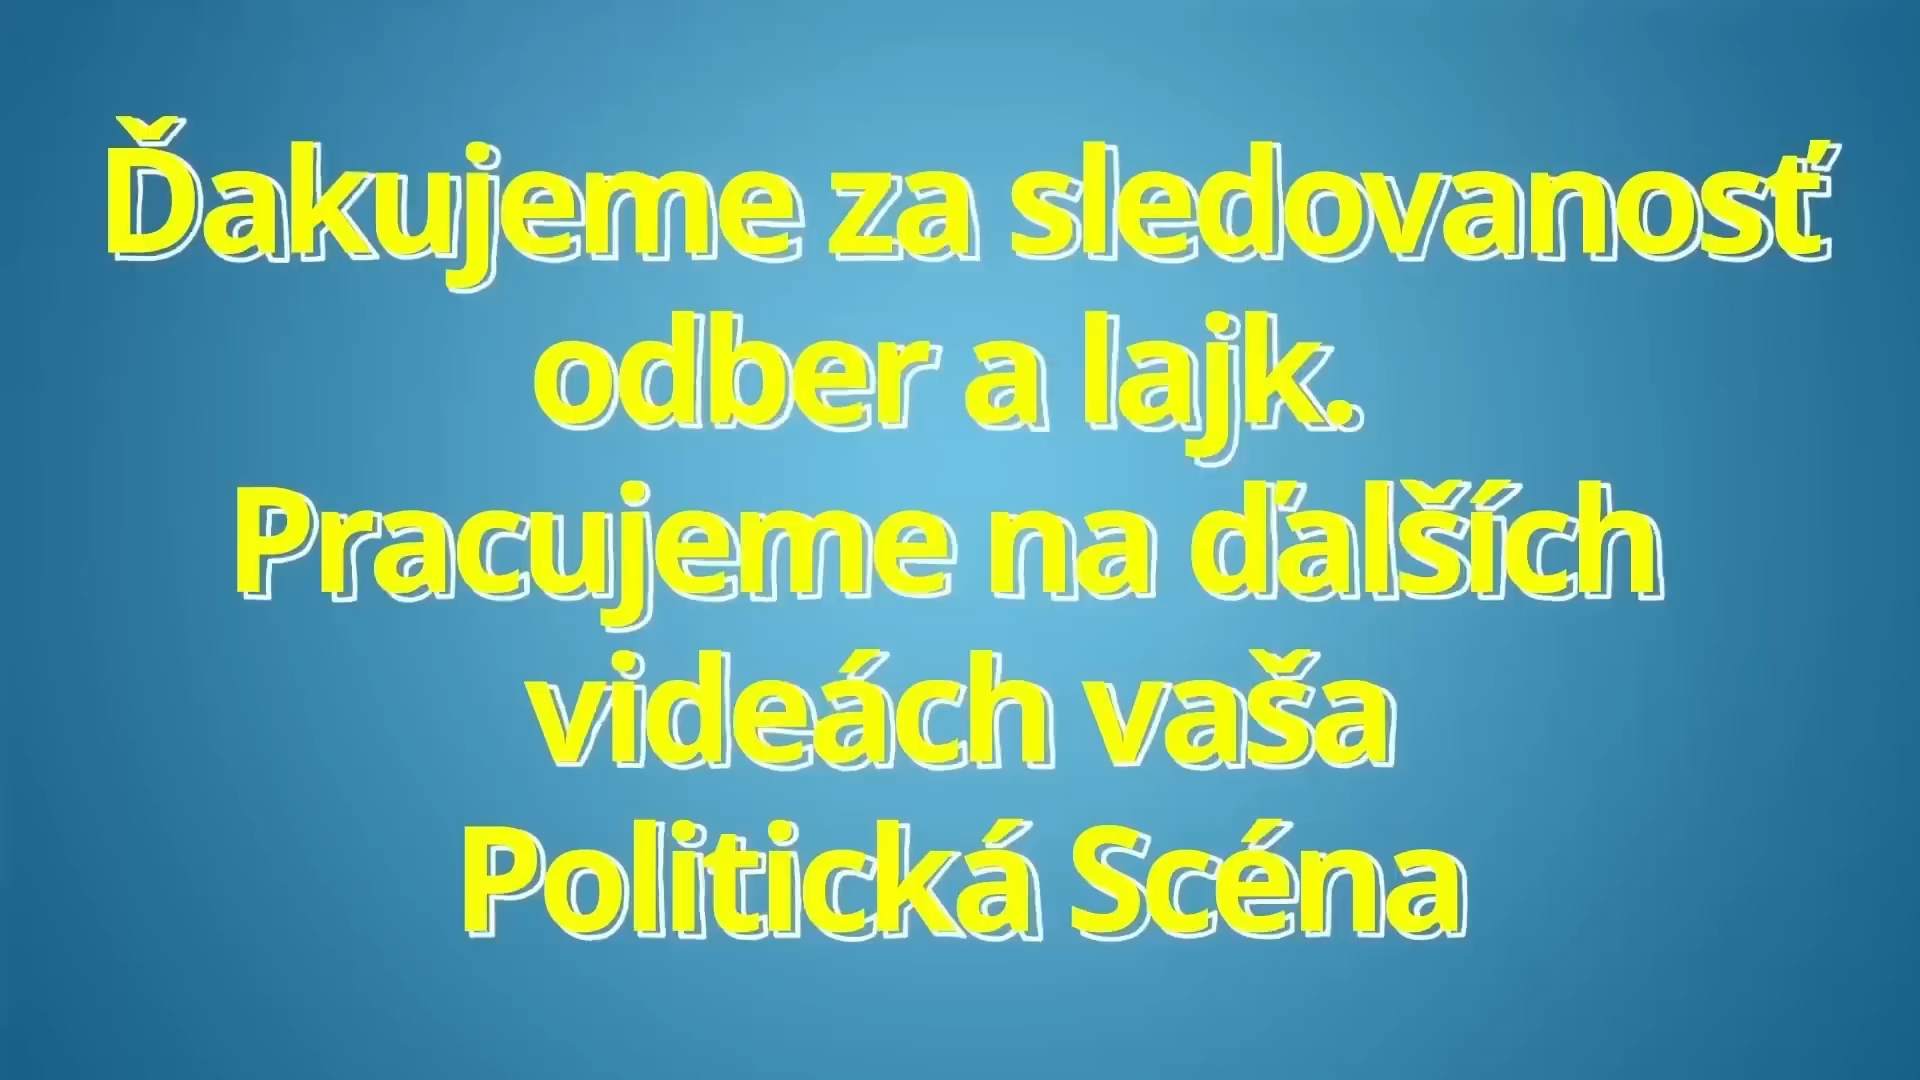 Ďakujeme za sledovanosť
odber a lajk.
Pracujeme na ďalších
videách vaša
Politická Scéna